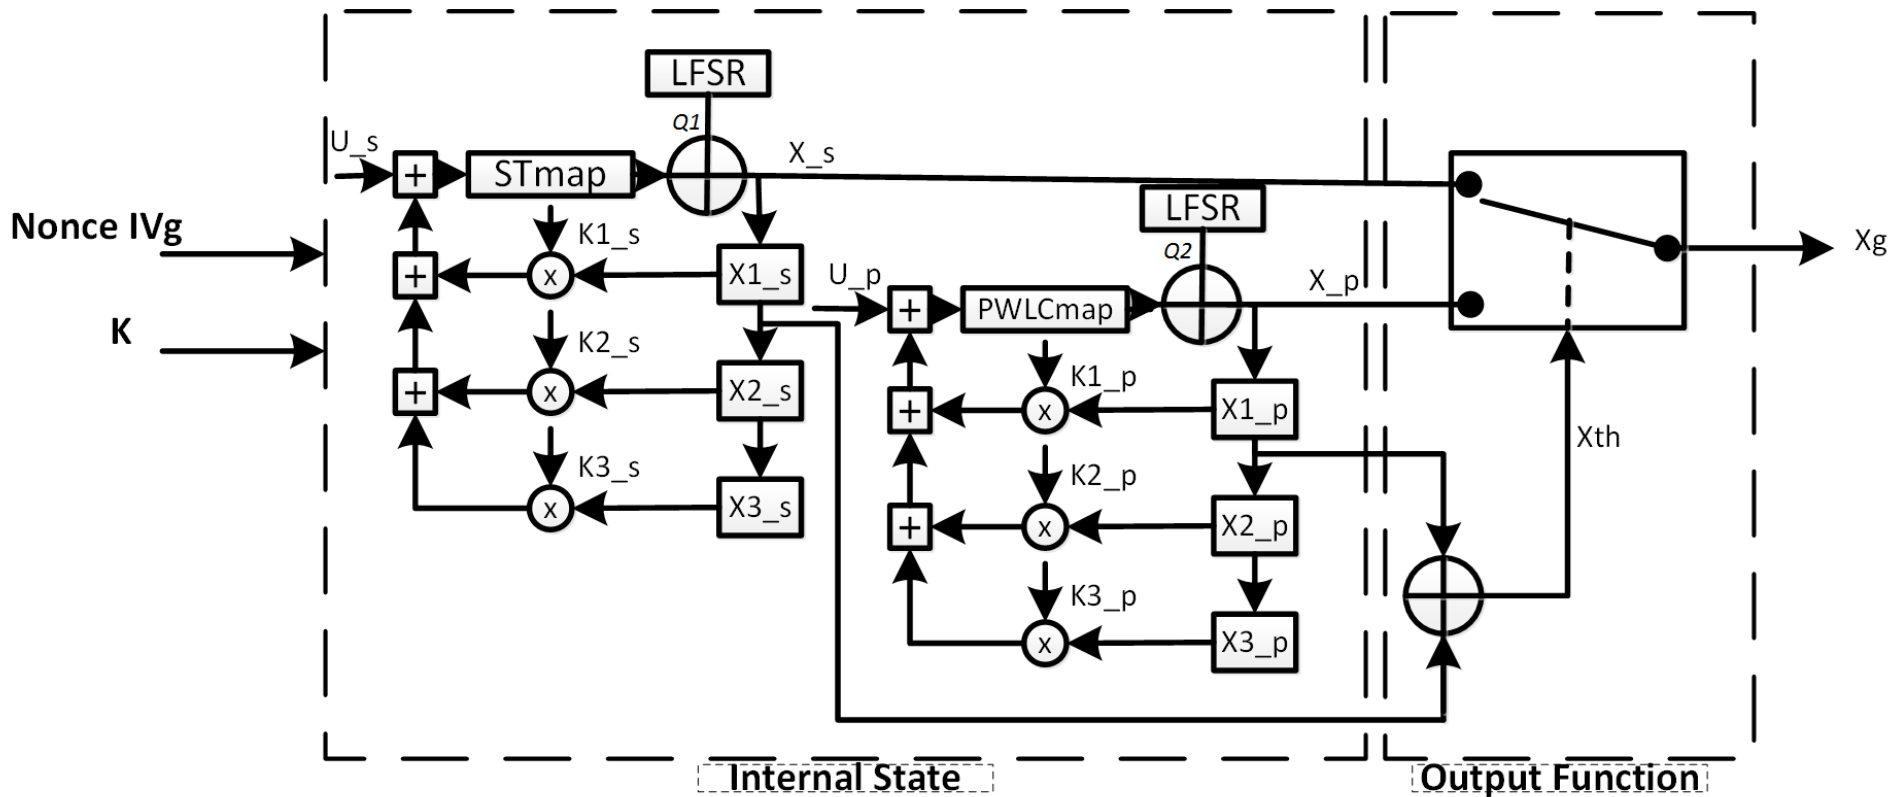 LFSR
Q1
U_s
STmap
X_s
+
K1_s
X1_s
x
+
K2_s
X2_s
x
+
K3_s
X3_s
x
Nonce IVg
K
LFSR
Q2
U_p
PWLCmap
X_p
+
K1_p
X1_p
x
+
K2_p
X2_p
x
+
K3_p
X3_p
x
Xg
Xth
Internal State
Output Function